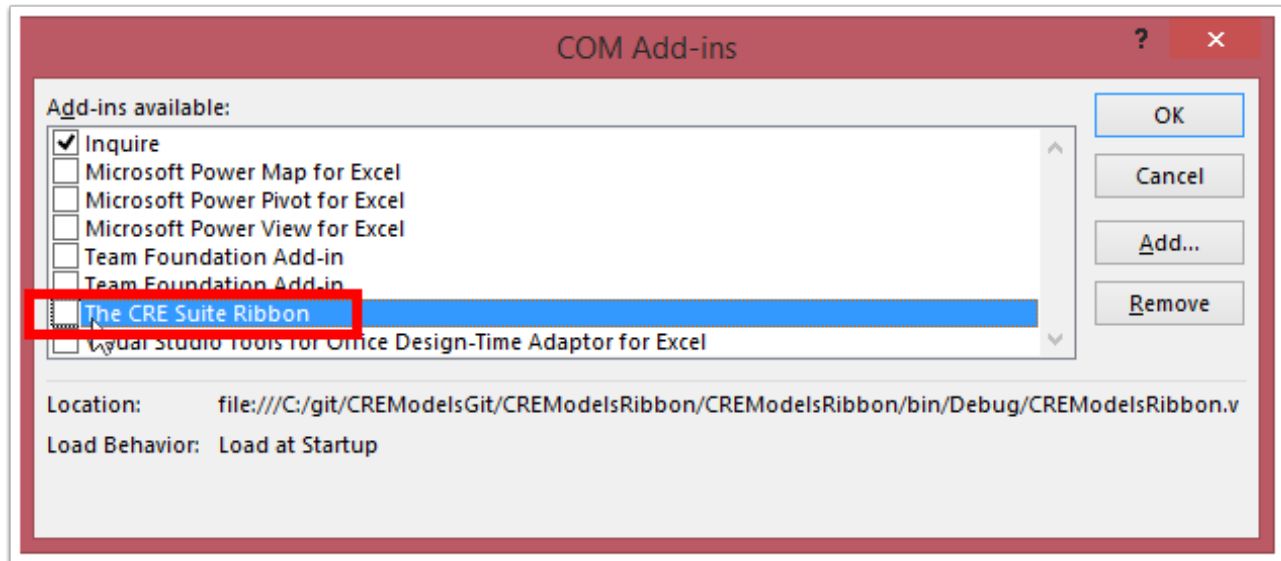 COM Add-ins
?
Add-ins available:
Inquire
Microsoft Power Map for Excel
Microsoft Power Pivot for Excel
Microsoft Power View for Excel
Team Foundation Add-in
Team Foundation Add-in
The CRE Suite Ribbon
Visual Studio Tools for Office Design-Time Adaptor for Excel
OK
Cancel
Add...
Remove
Location: file:///C:/git/CREModelsGit/CREModelsRibbon/CREModelsRibbon/bin/Debug/CREModelsRibbon.v
Load Behavior: Load at Startup